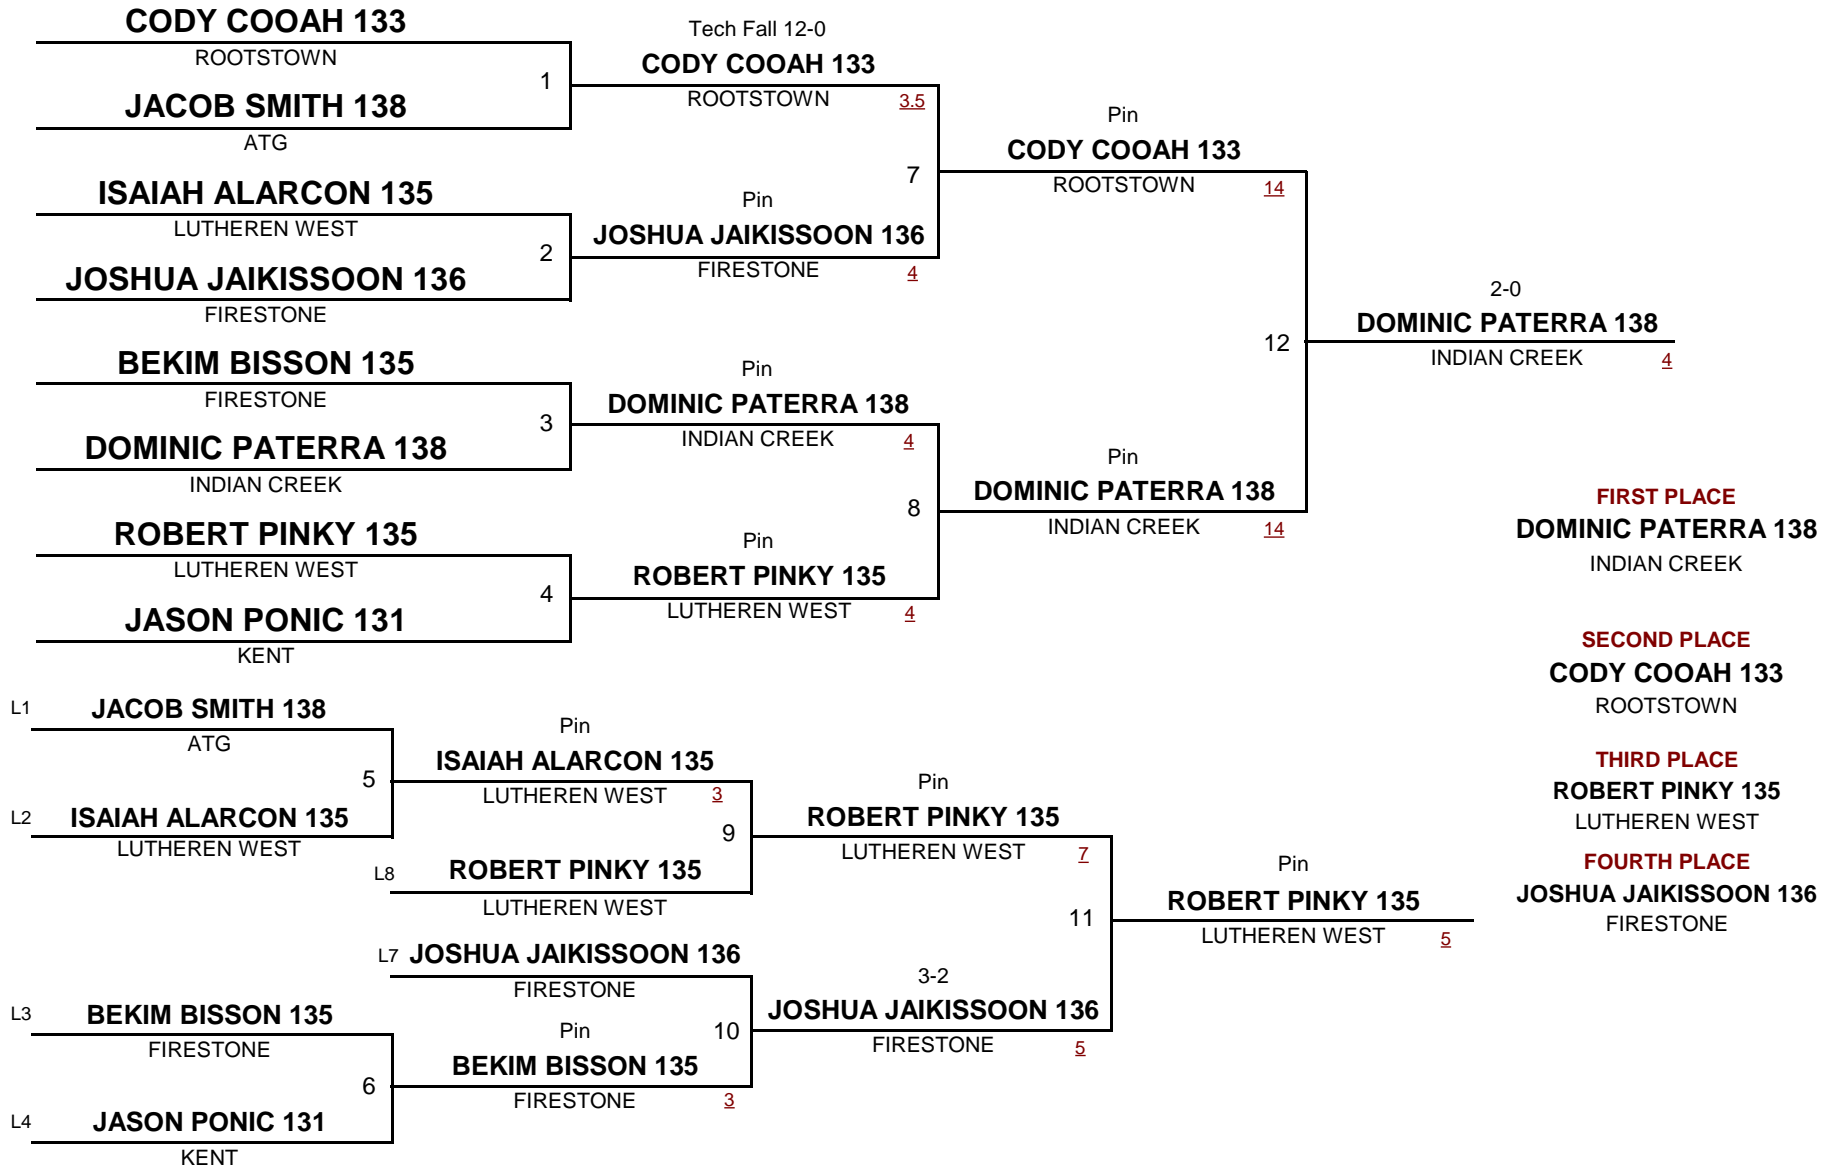 CODY COOAH 133
ROOTSTOWN
1
JACOB SMITH 138
ATG
ISAIAH ALARCON 135
LUTHEREN WEST
2
JOSHUA JAIKISSOON 136
FIRESTONE
BEKIM BISSON 135
FIRESTONE
3
DOMINIC PATERRA 138
INDIAN CREEK
ROBERT PINKY 135
LUTHEREN WEST
4
JASON PONIC 131
KENT
Tech Fall 12-0
CODY COOAH 133
ROOTSTOWN 3.5
7
Pin
JOSHUA JAIKISSOON 136
FIRESTONE 4
Pin
DOMINIC PATERRA 138
INDIAN CREEK 4
8
Pin
ROBERT PINKY 135
LUTHEREN WEST 4
Pin
CODY COOAH 133
ROOTSTOWN 14
12
Pin
DOMINIC PATERRA 138
INDIAN CREEK 14
2-0
DOMINIC PATERRA 138
INDIAN CREEK 4
L1 JACOB SMITH 138
ATG
5
L2 ISAIAH ALARCON 135
LUTHEREN WEST
L3 BEKIM BISSON 135
FIRESTONE
6
L4 JASON PONIC 131
KENT
Pin
ISAIAH ALARCON 135
LUTHEREN WEST 3
9
L8 ROBERT PINKY 135
LUTHEREN WEST
L7 JOSHUA JAIKISSOON 136
FIRESTONE
10
Pin
BEKIM BISSON 135
FIRESTONE 3
Pin
ROBERT PINKY 135
LUTHEREN WEST 7
11
3-2
JOSHUA JAIKISSOON 136
FIRESTONE 5
Pin
ROBERT PINKY 135
LUTHEREN WEST 5
FIRST PLACE
DOMINIC PATERRA 138
INDIAN CREEK
SECOND PLACE
CODY COOAH 133
ROOTSTOWN
THIRD PLACE
ROBERT PINKY 135
LUTHEREN WEST
FOURTH PLACE
JOSHUA JAIKISSOON 136
FIRESTONE